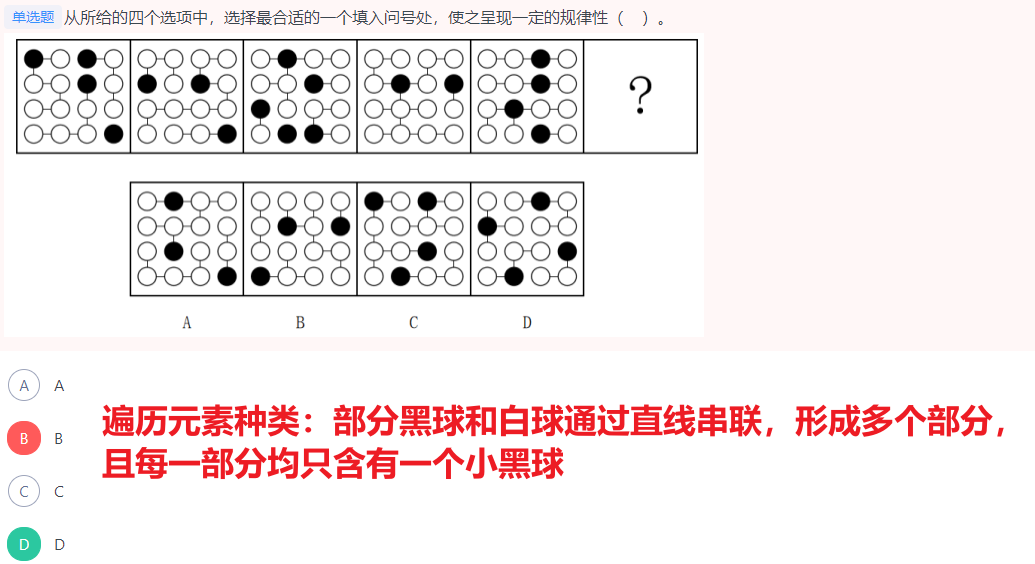 单选题 从所给的四个选项中，选择最合适的一个填入问号处，使之呈现一定的规律性（ ）。
?
A B C D
A A
B B
C C
D D
遍历元素种类：部分黑球和白球通过直线串联，形成多个部分，
且每一部分均只含有一个小黑球